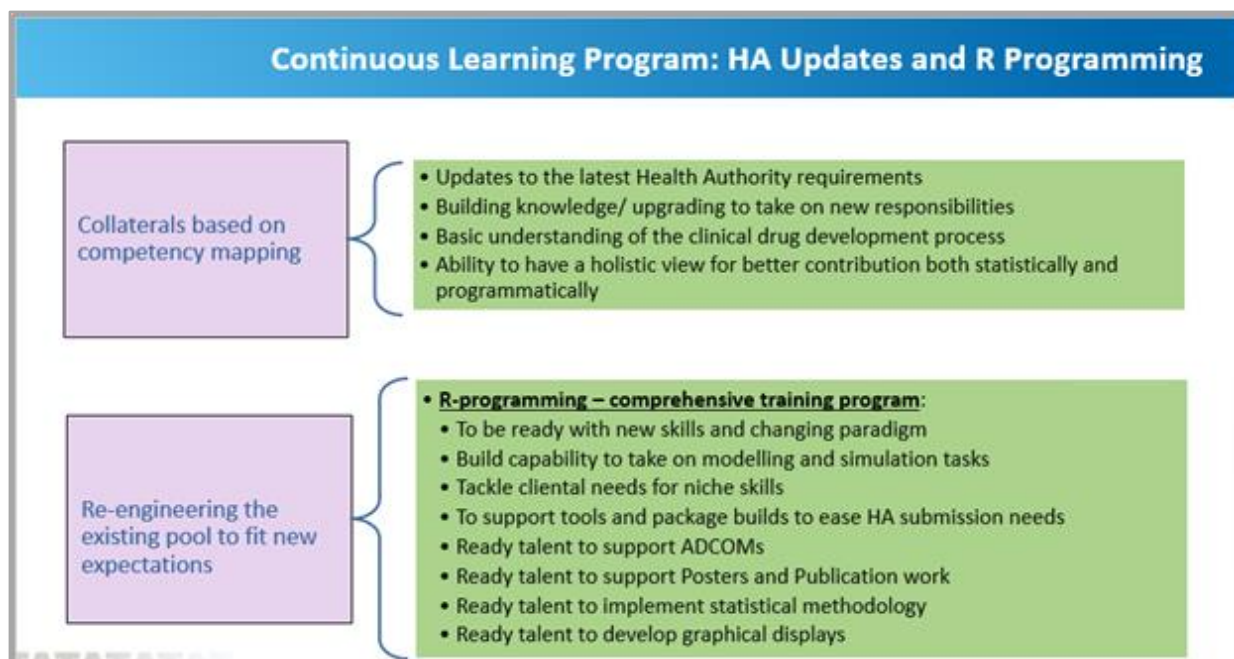 Continuous Learning Program: HA Updates and R Programming
Collaterals based on
competency mapping
• Updates to the latest Health Authority requirements
• Building knowledge/ upgrading to take on new responsibilities
• Basic understanding of the clinical drug development process
• Ability to have a holistic view for better contribution both statistically and
programmatically
Re-engineering the
existing pool to fit new
expectations
• R-programming – comprehensive training program:
• To be ready with new skills and changing paradigm
• Build capability to take on modelling and simulation tasks
• Tackle cliental needs for niche skills
• To support tools and package builds to ease HA submission needs
• Ready talent to support ADCOMs
• Ready talent to support Posters and Publication work
• Ready talent to implement statistical methodology
• Ready talent to develop graphical displays